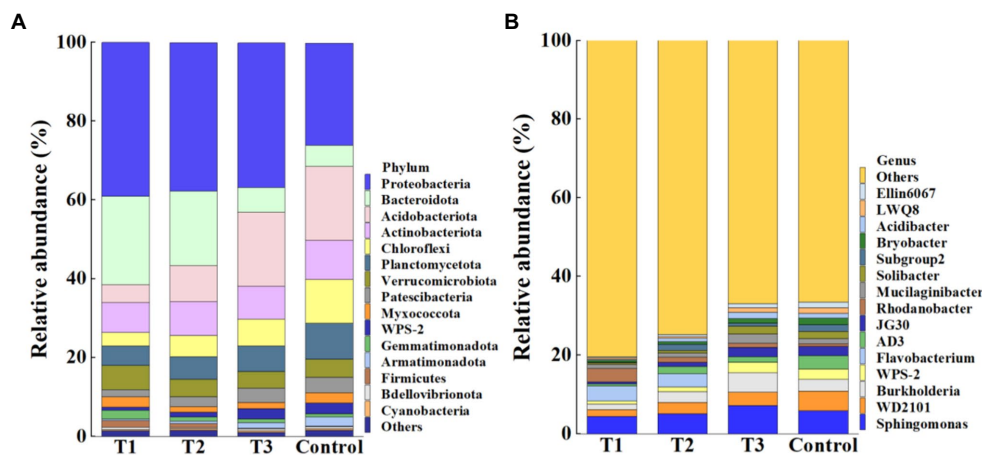 A
Relative abundance (%)
100
80
60
40
20
0
T1 T2 T3 Control
Phylum
Proteobacteria
Bacteroidota
Acidobacteriota
Actinobacteriota
Chloroflexi
Planctomycetota
Verrucomicrobiota
Patescibacteria
Myxococcota
WPS-2
Gemmatimonadota
Armatimonadota
Firmicutes
Bdellovibrionota
Cyanobacteria
Others
B
Relative abundance (%)
100
80
60
40
20
0
T1 T2 T3 Control
Genus
Others
Ellin6067
LWQ8
Acidibacter
Bryobacter
Subgroup2
Solibacter
Mucilaginibacter
Rhodanobacter
JG30
AD3
Flavobacterium
WPS-2
Burkholderia
WD2101
Sphingomonas